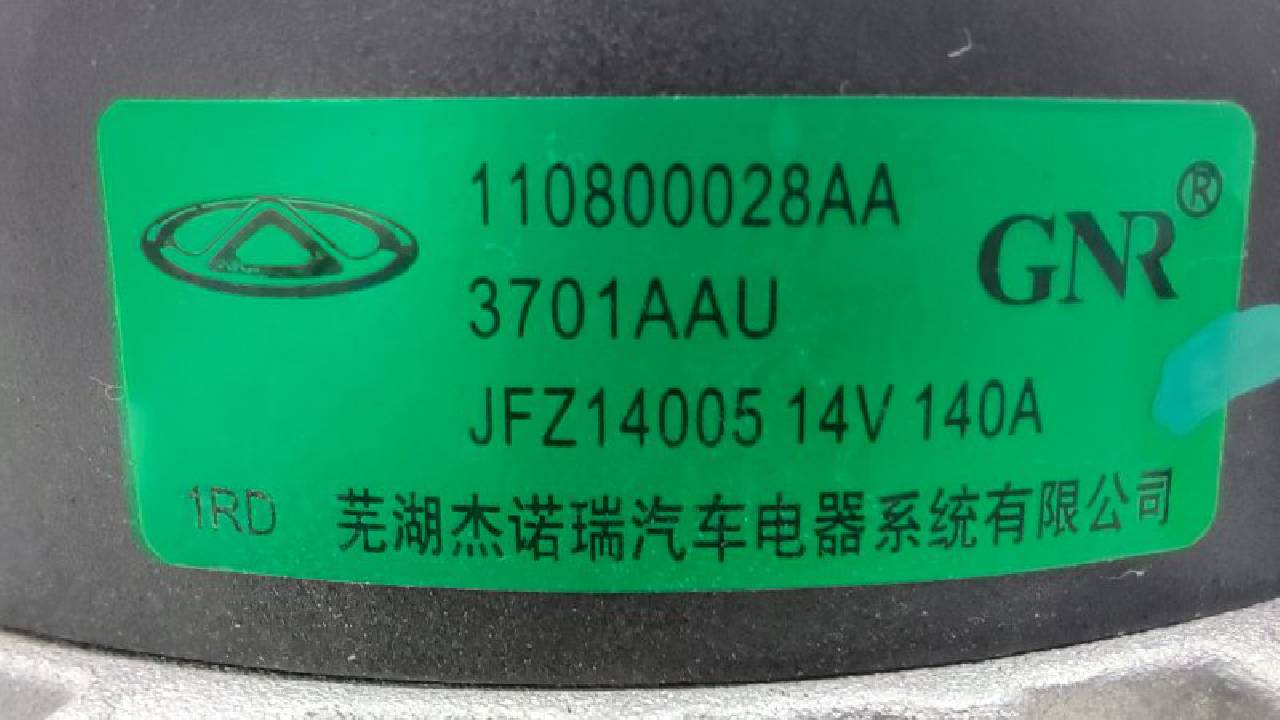 110800028AA
GNR®
3701AAU
JFZ14005 14V 140A
1RD 芜湖杰诺瑞汽车电器系统有限公司